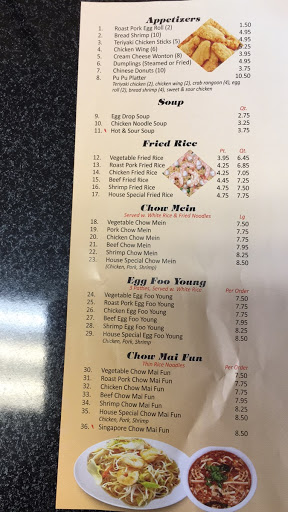 Appetizers
1. Roast Pork Egg Roll (2) 1.50
2. Bread Shrimp (10) 4.95
3. Teriyaki Chicken Sticks (5) 4.95
4. Chicken Wing (6) 4.95
5. Cream Cheese Wonton (8) 4.95
6. Dumplings (Steamed or Fried) 4.95
7. Chinese Donuts (10) 3.75
8. Pu Pu Platter 10.50
Teriyaki chicken (2), chicken wing (2), crab rangoon (4), egg
roll (2), bread shrimp (4), sweet & sour chicken
Soup
Qt.
9. Egg Drop Soup 2.75
10. Chicken Noodle Soup 3.25
11. Hot & Sour Soup 3.75
Fried Rice
Pt. Qt.
12. Vegetable Fried Rice 3.95 6.45
13. Roast Pork Fried Rice 4.25 6.85
14. Chicken Fried Rice 4.25 7.05
15. Beef Fried Rice 4.45 7.25
16. Shrimp Fried Rice 4.75 7.50
17. House Special Fried Rice 4.75 7.50
Chow Mein
Served w. White Rice & Fried Noodles Lg.
18. Vegetable Chow Mein 7.50
19. Pork Chow Mein 7.75
20. Chicken Chow Mein 7.75
21. Beef Chow Mein 7.95
22. Shrimp Chow Mein 8.25
23. House Special Chow Mein 8.25
(Chicken, Pork, Shrimp)
Egg Foo Young
3 Patties, Served w. White Rice Per Order
24. Vegetable Egg Foo Young 7.50
25. Roast Pork Egg Foo Young 7.75
26. Chicken Egg Foo Young 7.75
27. Beef Egg Foo Young 7.95
28. Shrimp Egg Foo Young 8.25
29. House Special Egg Foo Young 8.25
Chicken, Pork, Shrimp
Chow Mai Fun
Thin Rice Noodles Per Order
30. Vegetable Chow Mai Fun 7.50
31. Roast Pork Chow Mai Fun 7.75
32. Chicken Chow Mai Fun 7.75
33. Beef Chow Mai Fun 7.95
34. Shrimp Chow Mai Fun 8.25
35. House Special Chow Mai Fun 8.25
Chicken, Pork, Shrimp
36. Singapore Chow Mai Fun 8.50